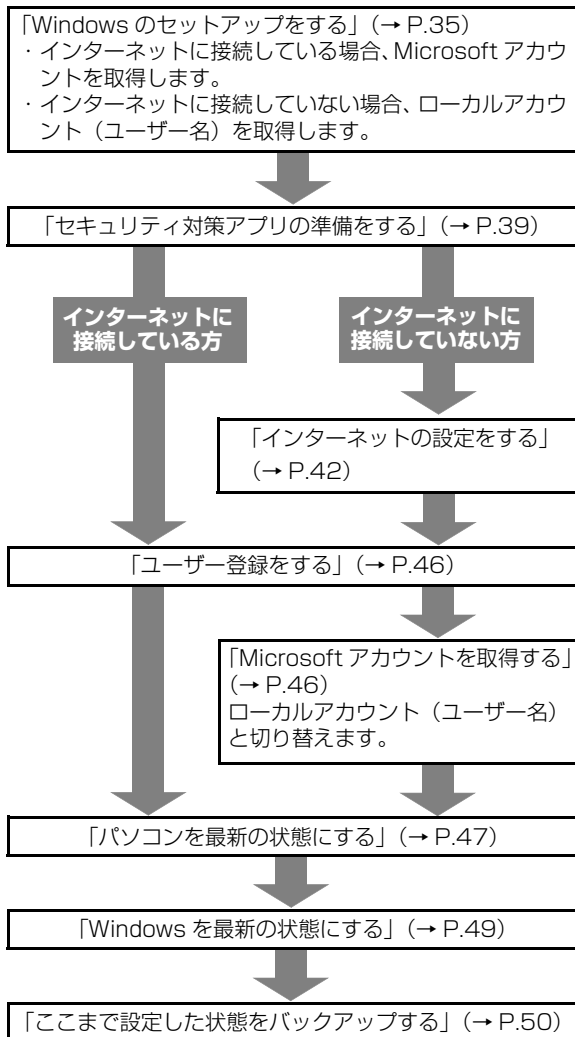 「Windows のセットアップをする」（→ P.35）
・インターネットに接続している場合、Microsoft アカウ
ントを取得します。
・インターネットに接続していない場合、ローカルアカウ
ント（ユーザー名）を取得します。
「セキュリティ対策アプリの準備をする」（→ P.39）
インターネットに
接続している方
インターネットに
接続していない方
「インターネットの設定をする」
（→ P.42）
「ユーザー登録をする」（→ P.46）
「Microsoft アカウントを取得する」
（→ P.46）
ローカルアカウント（ユーザー名）
と切り替えます。
「パソコンを最新の状態にする」（→ P.47）
「Windows を最新の状態にする」（→ P.49）
「ここまで設定した状態をバックアップする」（→ P.50）